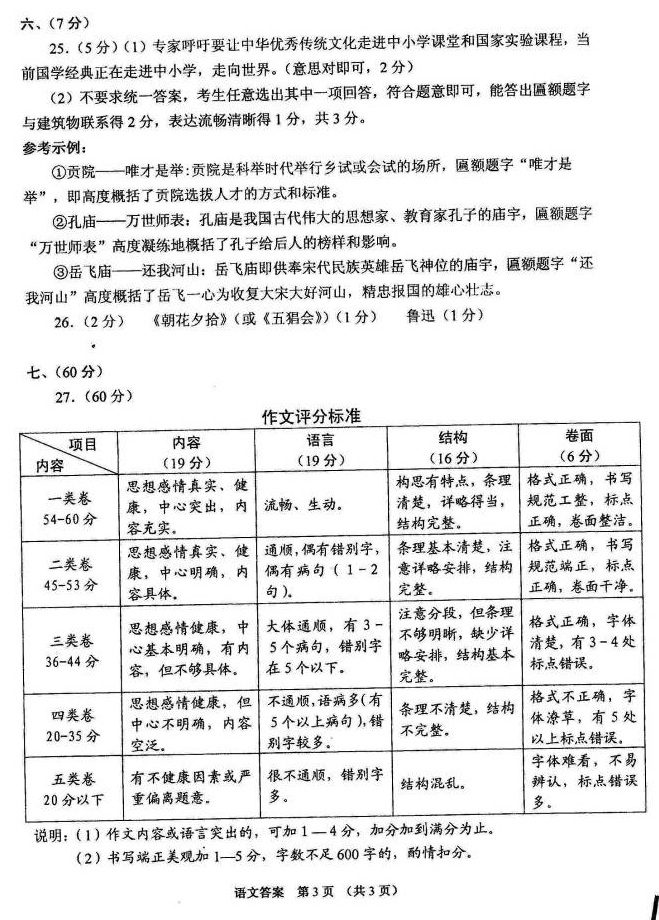 六、（7分）
25．（5分）（1）专家呼吁要让中华优秀传统文化走进中小学课堂和国家实验课程，当
前国学经典正在走进中小学，走向世界。（意思对即可，2分）
（2）不要求统一答案，考生任意选出其中一项回答，符合题意即可，能答出匾额题字
与建筑物联系得2分，表达流畅清晰得1分，共3分。
参考示例：
①贡院——唯才是举:贡院是科举时代举行乡试或会试的场所，匾额题字“唯才是
举”，即高度概括了贡院选拔人才的方式和标准。
②孔庙——万世师表；孔庙是我国古代伟大的思想家、教育家孔子的庙宇，匾额题字
“万世师表”高度凝练地概括了孔子给后人的榜样和影响。
③岳飞庙——还我河山：岳飞庙即供奉宋代民族英雄岳飞神位的庙宇，匾额题字“还
我河山”高度概括了岳飞一心为收复大宋大好河山，精忠报国的雄心壮志。
26．（2分） 《朝花夕拾》（或《五猖会》）（1分） 鲁迅（1分）
七、（60分）
27．（60分）
作文评分标准
项目
内容
内容
（19分）
语言
（19分）
结构
（16分）
卷面
（6分）
一类卷
54-60分
思想感情真实、健
康，中心突出，内
容充实。
流畅、生动。
构思有特点，条理
清楚，详略得当，
结构完整。
格式正确，书写
规范工整，标点
正确，卷面整洁。
二类卷
45-53分
思想感情真实、健
康，中心明确，内
容具体。
通顺,偶有错别字，
偶有病句（1-2
句）。
条理基本清楚，注
意详略安排，结构
完整。
格式正确，书写
规范端正，标点
正确，卷面干净。
三类卷
36-44分
思想感情健康，中
心基本明确，有内
容，但不够具体。
大体通顺，有3-
5个病句，错别字
在5个以下。
注意分段，但条理
不够明晰，缺少详
略安排，结构基本
完整。
格式正确，字体
清楚，有3-4处
标点错误。
四类卷
20-35分
思想感情健康，但
中心不明确，内容
空泛。
不通顺,语病多（有
5个以上病句）,错
别字较多。
条理不清楚，结构
不完整。
格式不正确，字
体潦草，有5处
以上标点错误。
五类卷
20分以下
有不健康因素或严
重偏离题意。
很不通顺，错别字
多。
结构混乱。
字体难看，不易
辨认，标点错误
多。
说明：（1）作文内容或语言突出的，可加1—4分，加分加到满分为止。
（2）书写端正美观加1—5分，字数不足600字的，酌情扣分。
语文答案 第3页 （共3页）